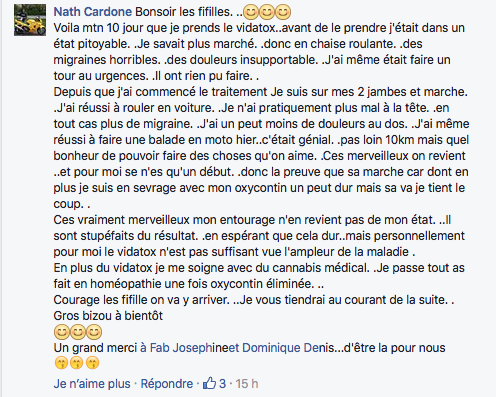 Nath Cardone Bonsoir les fifilles. ..😊😊😊
Voila mtn 10 jour que je prends le vidatox..avant de le prendre j'était dans un
état pitoyable. .Je savait plus marché. .donc en chaise roulante. .des
migraines horribles. .des douleurs insupportable. .J'ai même était faire un
tour au urgences. .Il ont rien pu faire. .
Depuis que j'ai commencé le traitement Je suis sur mes 2 jambes et marche.
.J'ai réussi à rouler en voiture. .Je n'ai pratiquement plus mal à la tête. .en
tout cas plus de migraine. .J'ai un peut moins de douleurs au dos. .J'ai même
réussi à faire une balade en moto hier..c'était génial. .pas loin 10km mais quel
bonheur de pouvoir faire des choses qu'on aime. .Ces merveilleux on revient
..et pour moi se n'es qu'un début. .donc la preuve que sa marche car dont en
plus je suis en sevrage avec mon oxycontin un peut dur mais sa va je tient le
coup. .
Ces vraiment merveilleux mon entourage n'en revient pas de mon état. ..Il
sont stupéfaits du résultat. .en espérant que cela dur..mais personnellement
pour moi le vidatox n'est pas suffisant vue l'ampleur de la maladie .
En plus du vidatox je me soigne avec du cannabis médical. .Je passe tout as
fait en homéopathie une fois oxycontin éliminée. ..
Courage les fifille on va y arriver. ..Je vous tiendrai au courant de la suite. .
Gros bizou à bientôt
😊😊😊
Un grand merci à Fab Josephineet Dominique Denis...d'être la pour nous
😙😙😙
Je n'aime plus · Répondre · 3 · 15 h